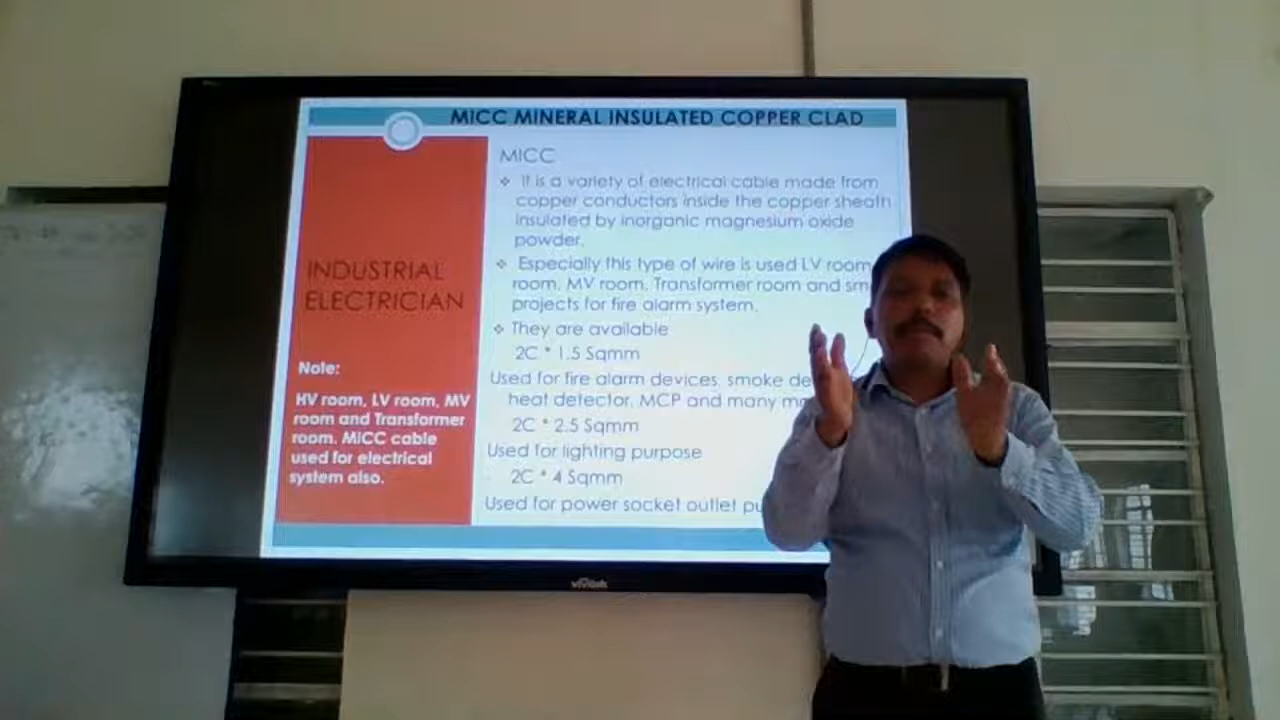 MICC MINERAL INSULATED COPPER CLAD
MICC
It is a variety of electrical cable made from
copper conductors inside the copper sheath
insulated by inorganic magnesium oxide
powder.
Especially this type of wire is used LV room
room, MV room, Transformer room and sm
projects for fire alarm system.
They are available
2C * 1.5 Sqmm
Used for fire alarm devices, smoke de
heat detector, MCP and many m
2C * 2.5 Sqmm
Used for lighting purpose
2C * 4 Sqmm
Used for power socket outlet pu
INDUSTRIAL
ELECTRICIAN
Note:
HV room, LV room, MV
room and Transformer
room. MICC cable
used for electrical
system also.
vivitek